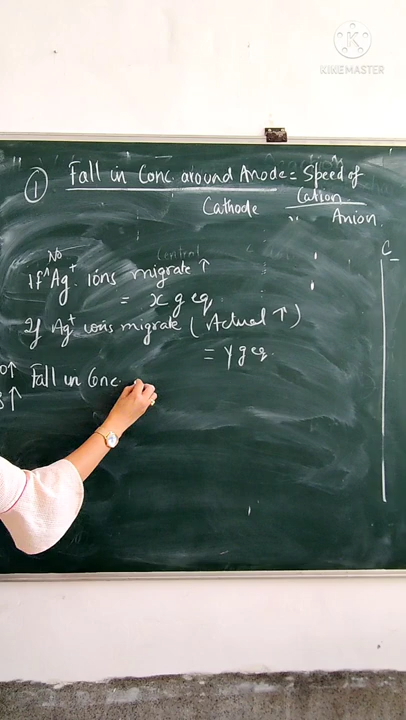 K
KINEMASTER
① Fall in Conc. around Anode = Speed of Cation
Cathode " Anion
No Central
If ^ Ag+ ions migrate ↑
= x g eq
If Ag+ ions migrate (Actual ↑)
= y g eq
Fall in Conc.
C